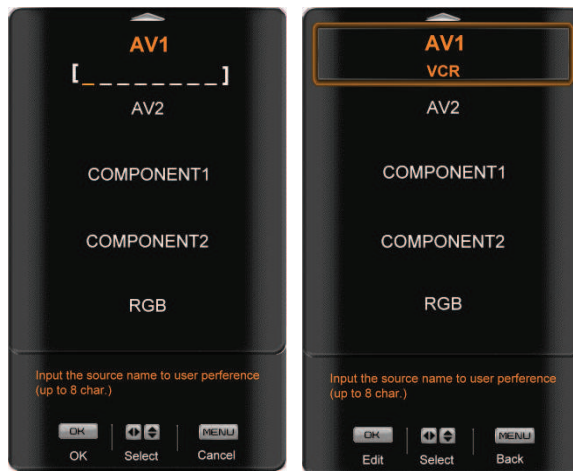 AV1
[_ _ _ _ _ _ _ _]
AV2
COMPONENT1
COMPONENT2
RGB
Input the source name to user perference
(up to 8 char.)
OK MENU
OK Select Cancel
AV1
VCR
AV2
COMPONENT1
COMPONENT2
RGB
Input the source name to user perference
(up to 8 char.)
OK MENU
Edit Select Back